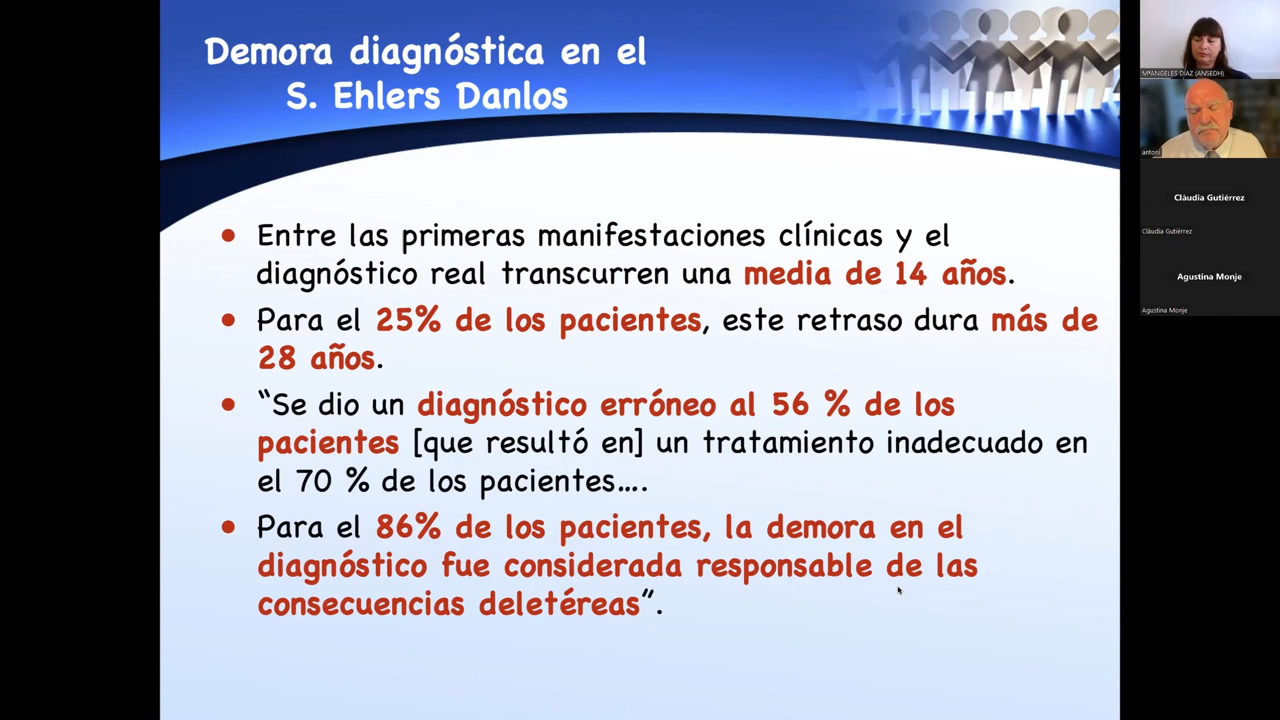 Demora diagnóstica en el
S. Ehlers Danlos
• Entre las primeras manifestaciones clínicas y el
diagnóstico real transcurren una media de 14 años.
• Para el 25% de los pacientes, este retraso dura más de
28 años.
• “Se dio un diagnóstico erróneo al 56 % de los
pacientes [que resultó en] un tratamiento inadecuado en
el 70 % de los pacientes….
• Para el 86% de los pacientes, la demora en el
diagnóstico fue considerada responsable de las
consecuencias deletéreas”.
MªANGELES DÍAZ (ANSEDH)
antoni
Clàudia Gutiérrez
Clàudia Gutiérrez
Agustina Monje
Agustina Monje